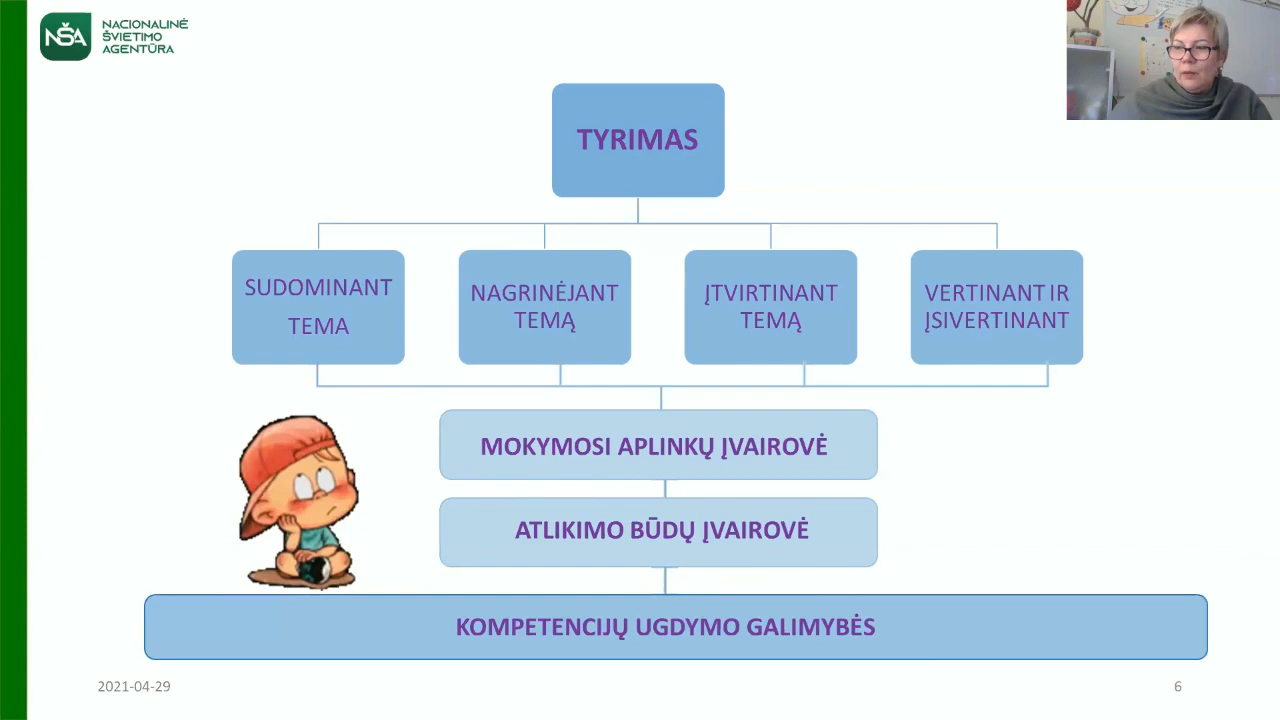 NŠA
NACIONALINĖ
ŠVIETIMO
AGENTŪRA
TYRIMAS
SUDOMINANT
TEMA
NAGRINĖJANT
TEMĄ
ĮTVIRTINANT
TEMĄ
VERTINANT IR
ĮSIVERTINANT
MOKYMOSI APLINKŲ ĮVAIROVĖ
ATLIKIMO BŪDŲ ĮVAIROVĖ
KOMPETENCIJŲ UGDYMO GALIMYBĖS
2021-04-29
6